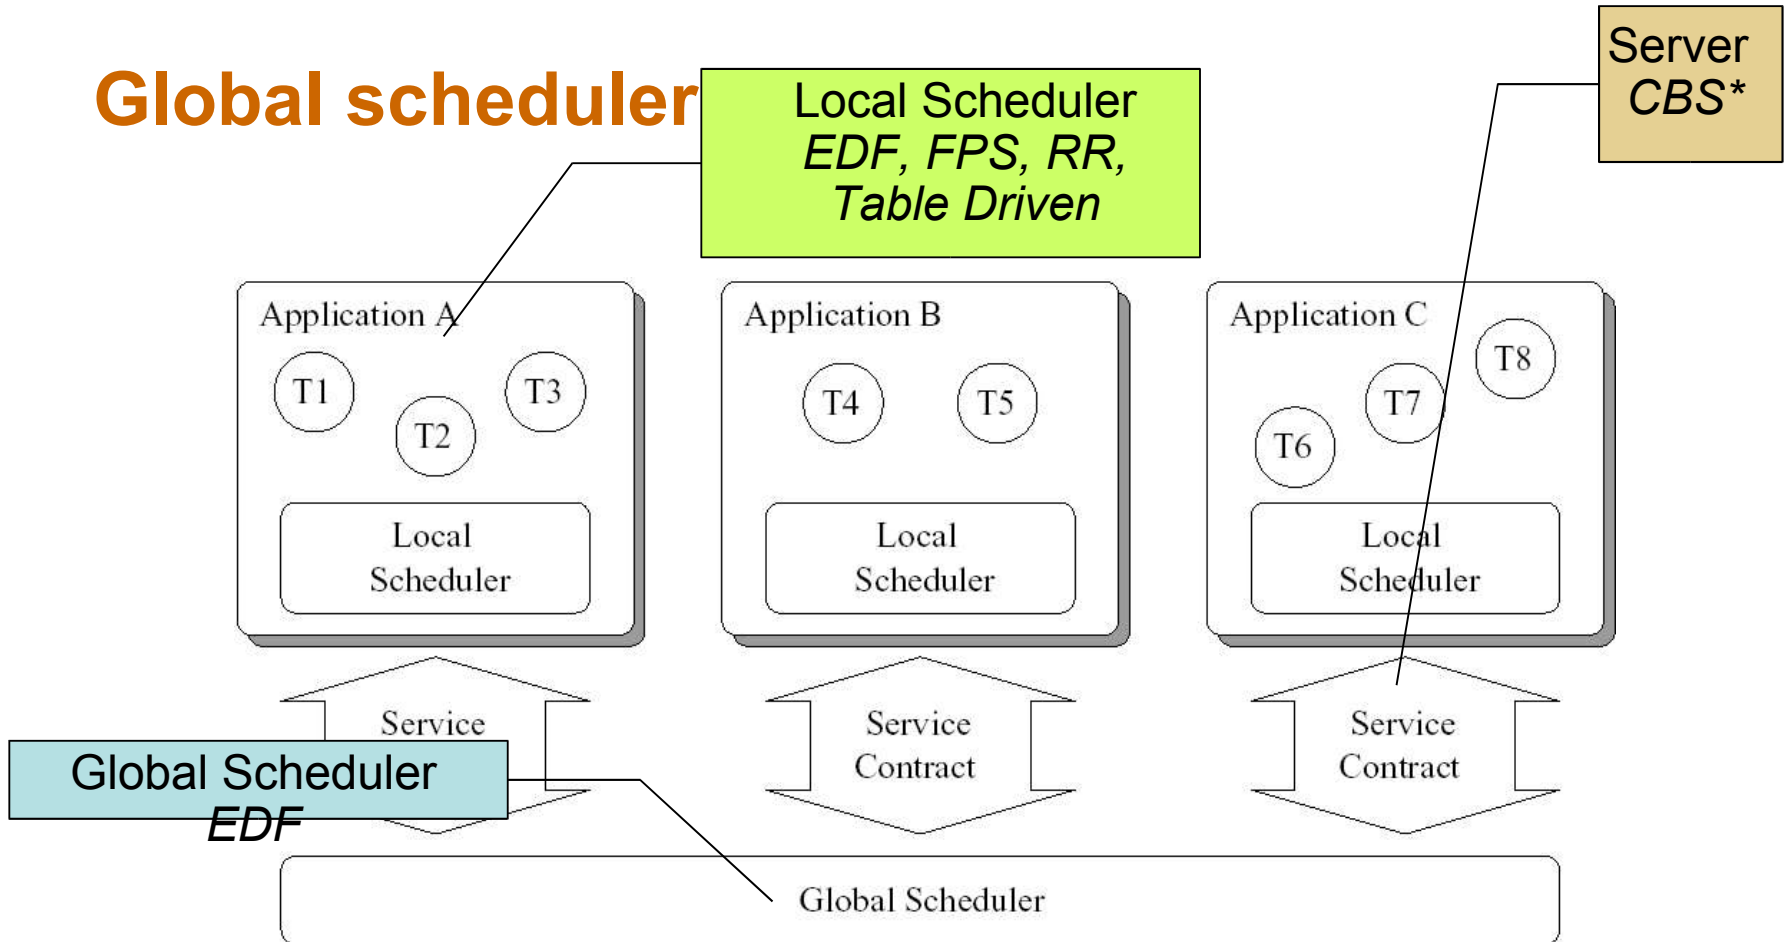 Global scheduler
Local Scheduler
EDF, FPS, RR,
Table Driven
Server
CBS*
Application A
T1
T2
T3
Local
Scheduler
Application B
T4
T5
Local
Scheduler
Application C
T6
T7
T8
Local
Scheduler
Service
Service
Contract
Service
Contract
Global Scheduler
EDF
Global Scheduler